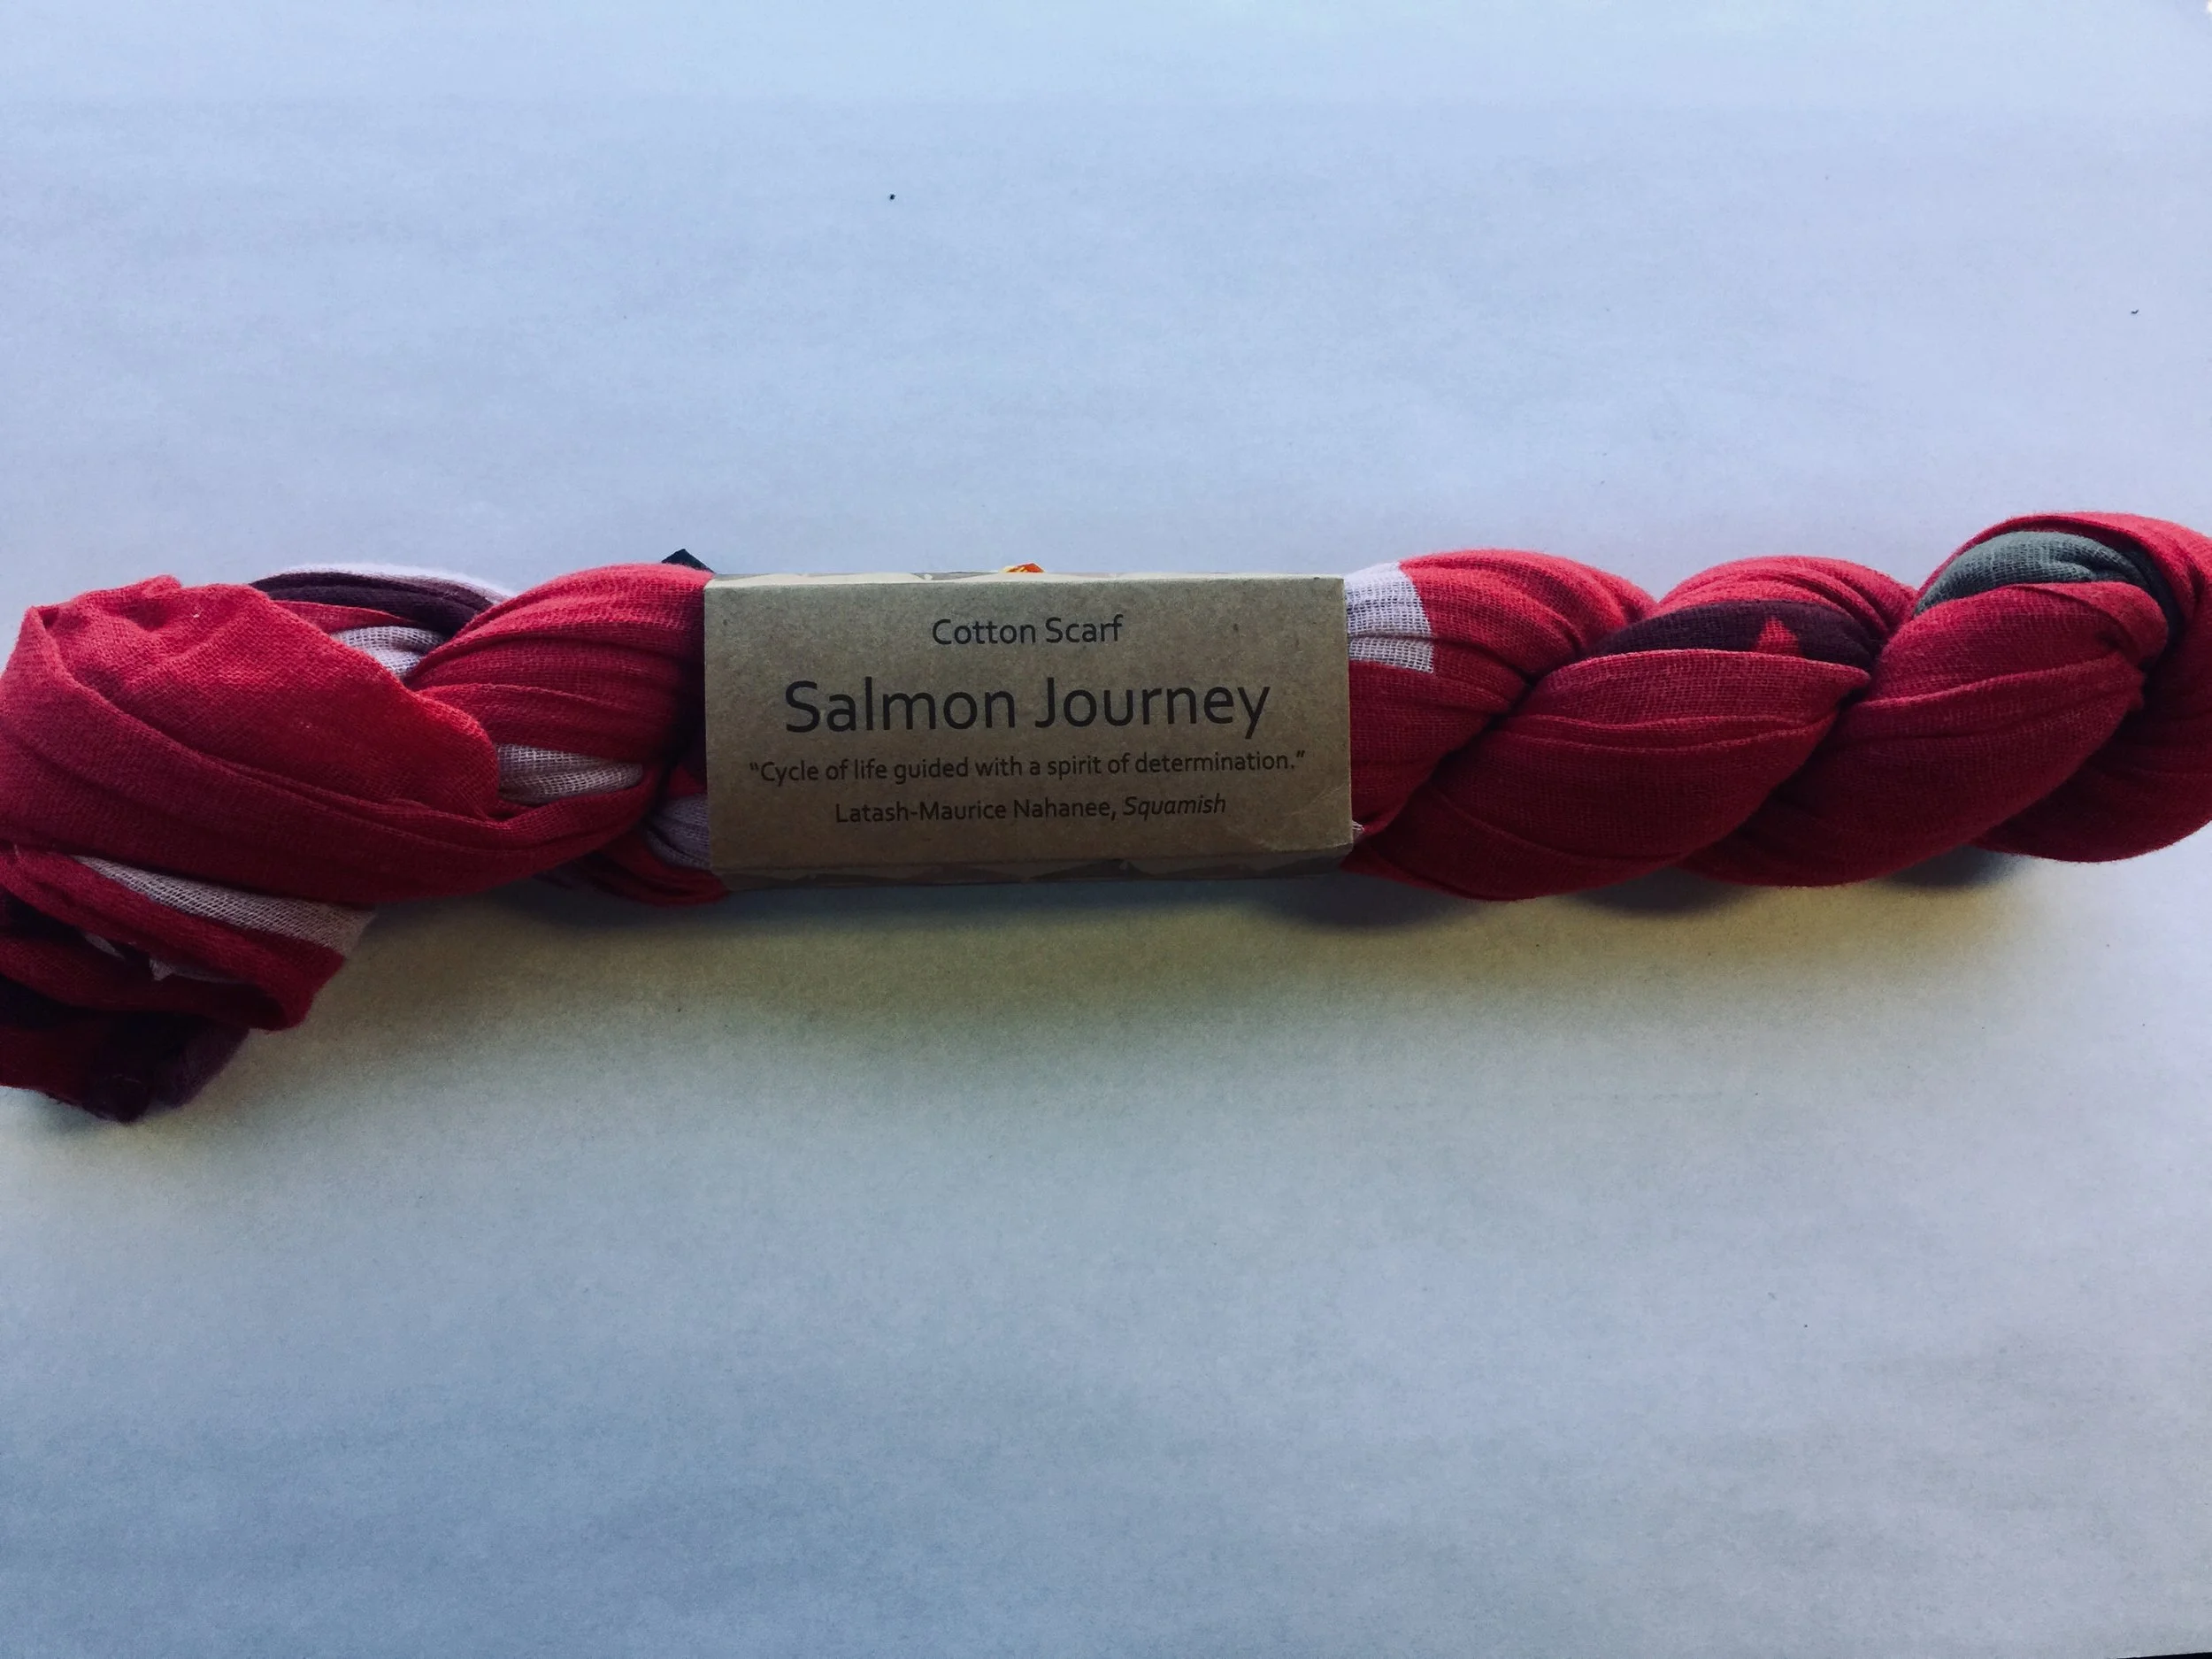 Cotton Scarf
Salmon Journey
“Cycle of life guided with a spirit of determination.”
Latash-Maurice Nahanee, Squamish